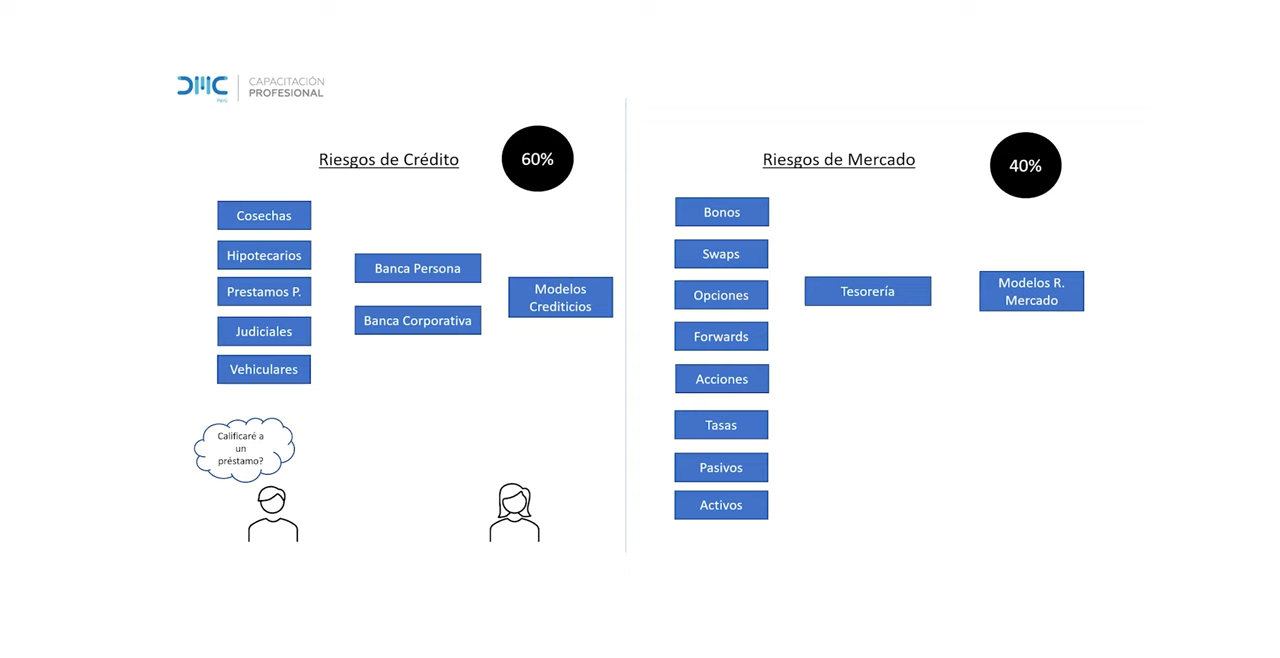 DMC
Perú
CAPACITACIÓN
PROFESIONAL
Riesgos de Crédito
60%
Cosechas
Hipotecarios
Prestamos P.
Judiciales
Vehiculares
Banca Persona
Banca Corporativa
Modelos
Crediticios
Calificaré a
un
préstamo?
Riesgos de Mercado
40%
Bonos
Swaps
Opciones
Forwards
Acciones
Tasas
Pasivos
Activos
Tesorería
Modelos R.
Mercado